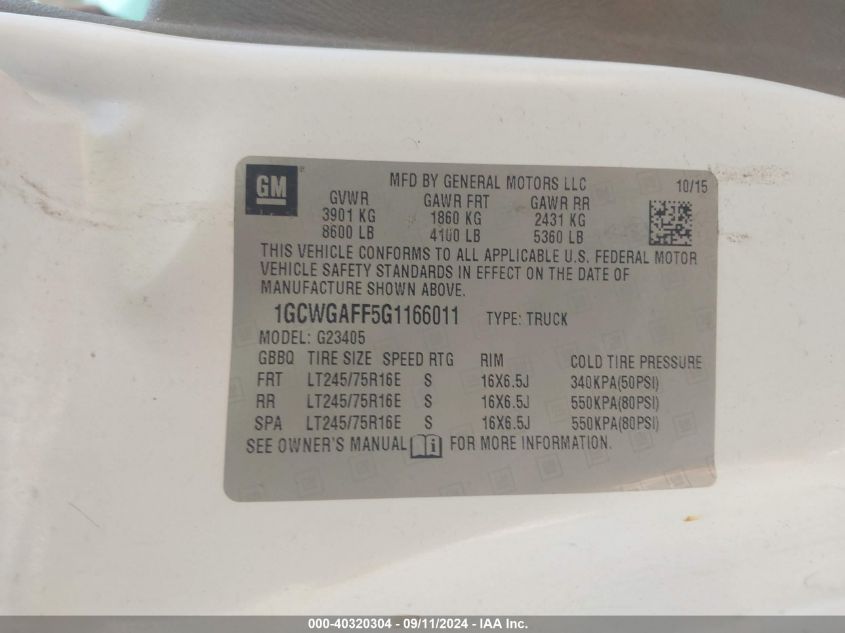 GM
MFD BY GENERAL MOTORS LLC 10/15
GVWR GAWR FRT GAWR RR
3901 KG 1860 KG 2431 KG
8600 LB 4100 LB 5360 LB
THIS VEHICLE CONFORMS TO ALL APPLICABLE U.S. FEDERAL MOTOR
VEHICLE SAFETY STANDARDS IN EFFECT ON THE DATE OF
MANUFACTURE SHOWN ABOVE.
1GCWGAFF5G1166011 TYPE: TRUCK
MODEL: G23405
GBBQ TIRE SIZE SPEED RTG RIM COLD TIRE PRESSURE
FRT LT245/75R16E S 16X6.5J 340KPA(50PSI)
RR LT245/75R16E S 16X6.5J 550KPA(80PSI)
SPA LT245/75R16E S 16X6.5J 550KPA(80PSI)
SEE OWNER'S MANUAL FOR MORE INFORMATION.
000-40320304 - 09/11/2024 - IAA Inc.